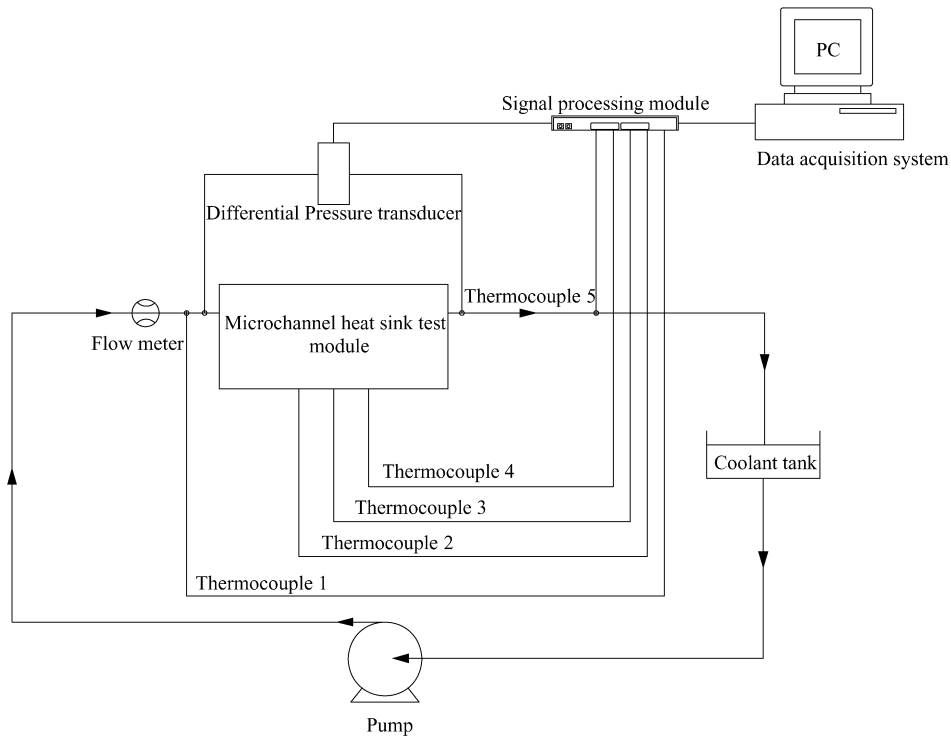 PC
Signal processing module
Data acquisition system
Differential Pressure transducer
Thermocouple 5
Microchannel heat sink test
module
Flow meter
Coolant tank
Thermocouple 4
Thermocouple 3
Thermocouple 2
Thermocouple 1
Pump